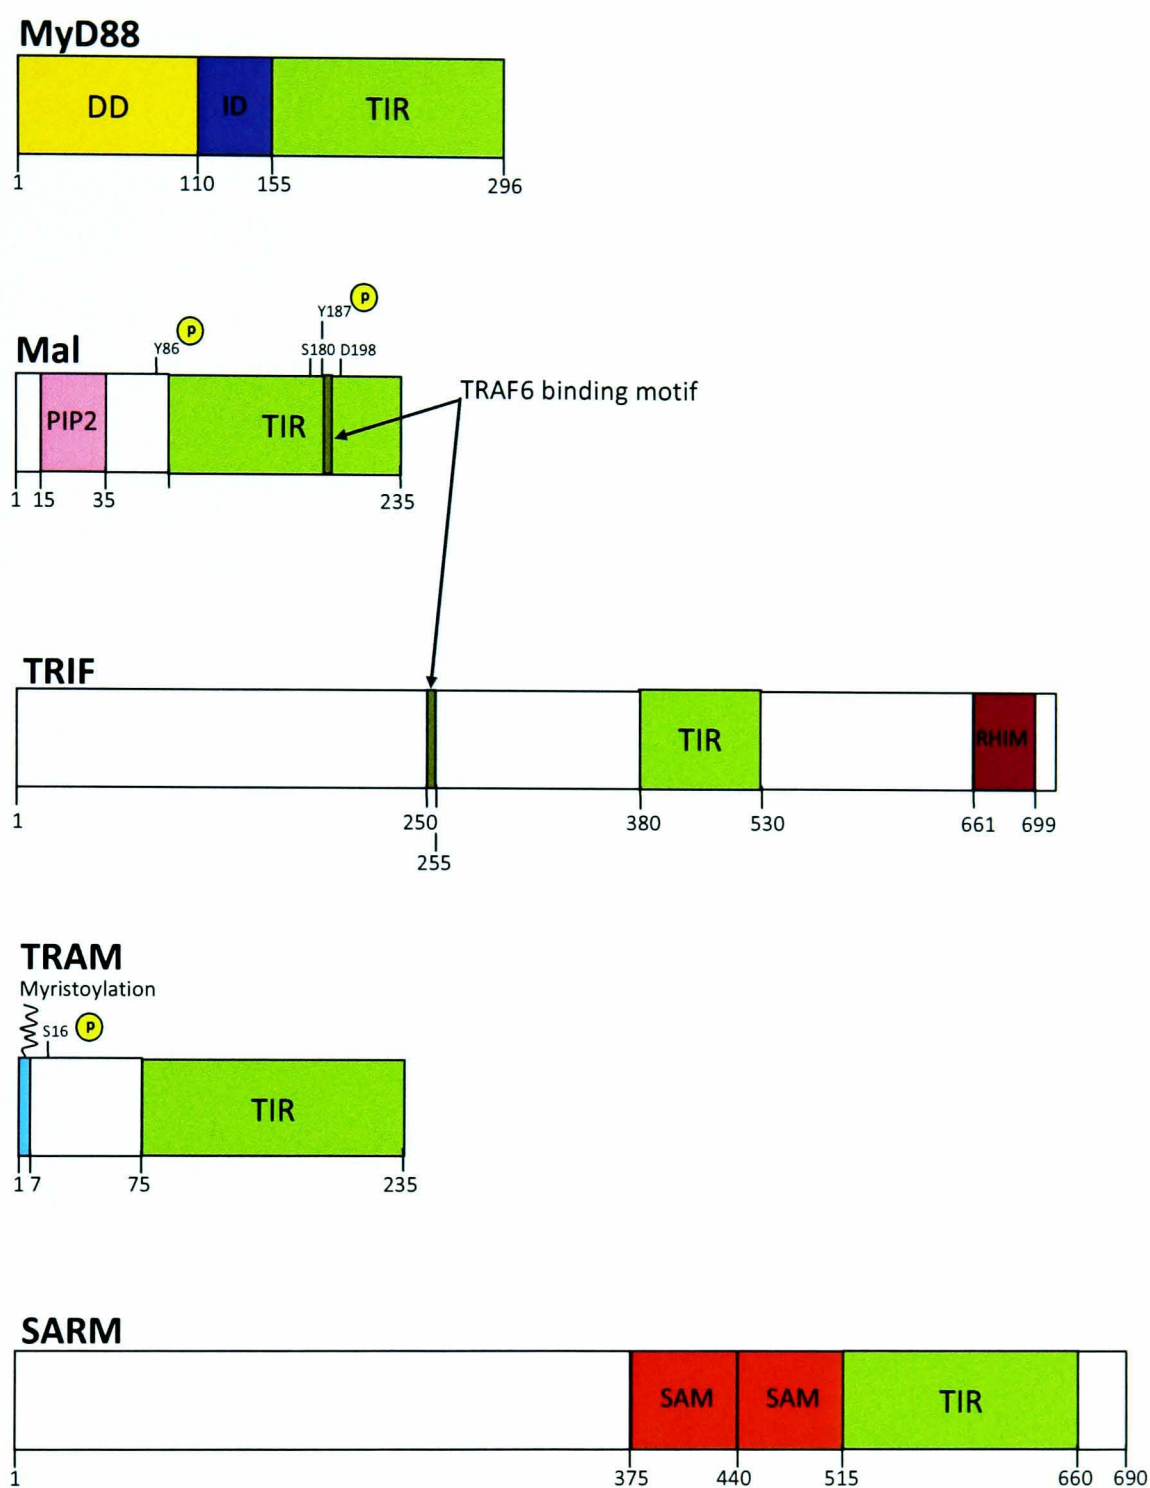 MyD88
DD ID TIR
1 110 155 296
Y187 P
Y86 P S180 D198
Mal
TRAF6 binding motif
PIP2 TIR
1 15 35 235
TRIF
TIR RHIM
1 250 380 530 661 699
255
TRAM
Myristoylation
S16 P
TIR
1 7 75 235
SARM
SAM SAM TIR
1 375 440 515 660 690